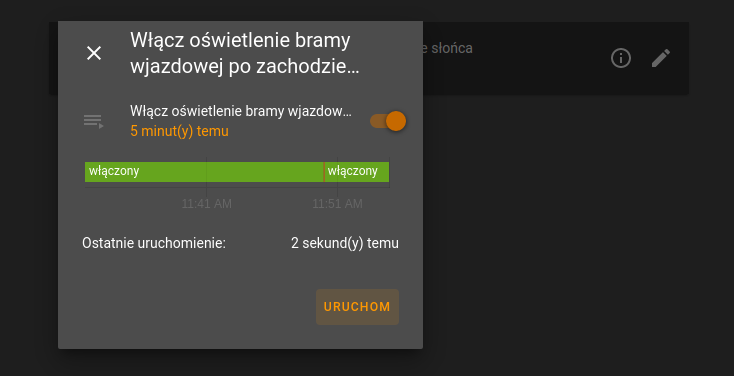 Włącz oświetlenie bramy
wjazdowej po zachodzie…
e słońca
Włącz oświetlenie bramy wjazdow…
5 minut(y) temu
włączony
włączony
11:41 AM
11:51 AM
Ostatnie uruchomienie:
2 sekund(y) temu
URUCHOM